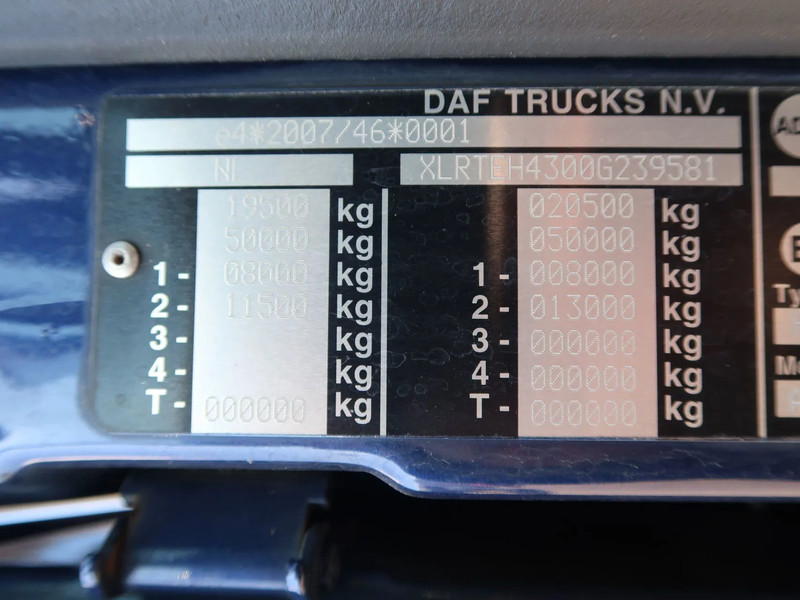 DAF TRUCKS N.V.
e4*2007/46*0001
NL XLRTEH4300G239581
19500 kg 020500 kg
50000 kg 050000 kg
1 - 08000 kg 1 - 008000 kg
2 - 11500 kg 2 - 013000 kg
3 - kg 3 - 000000 kg
4 - kg 4 - 000000 kg
T - 000000 kg T - 000000 kg